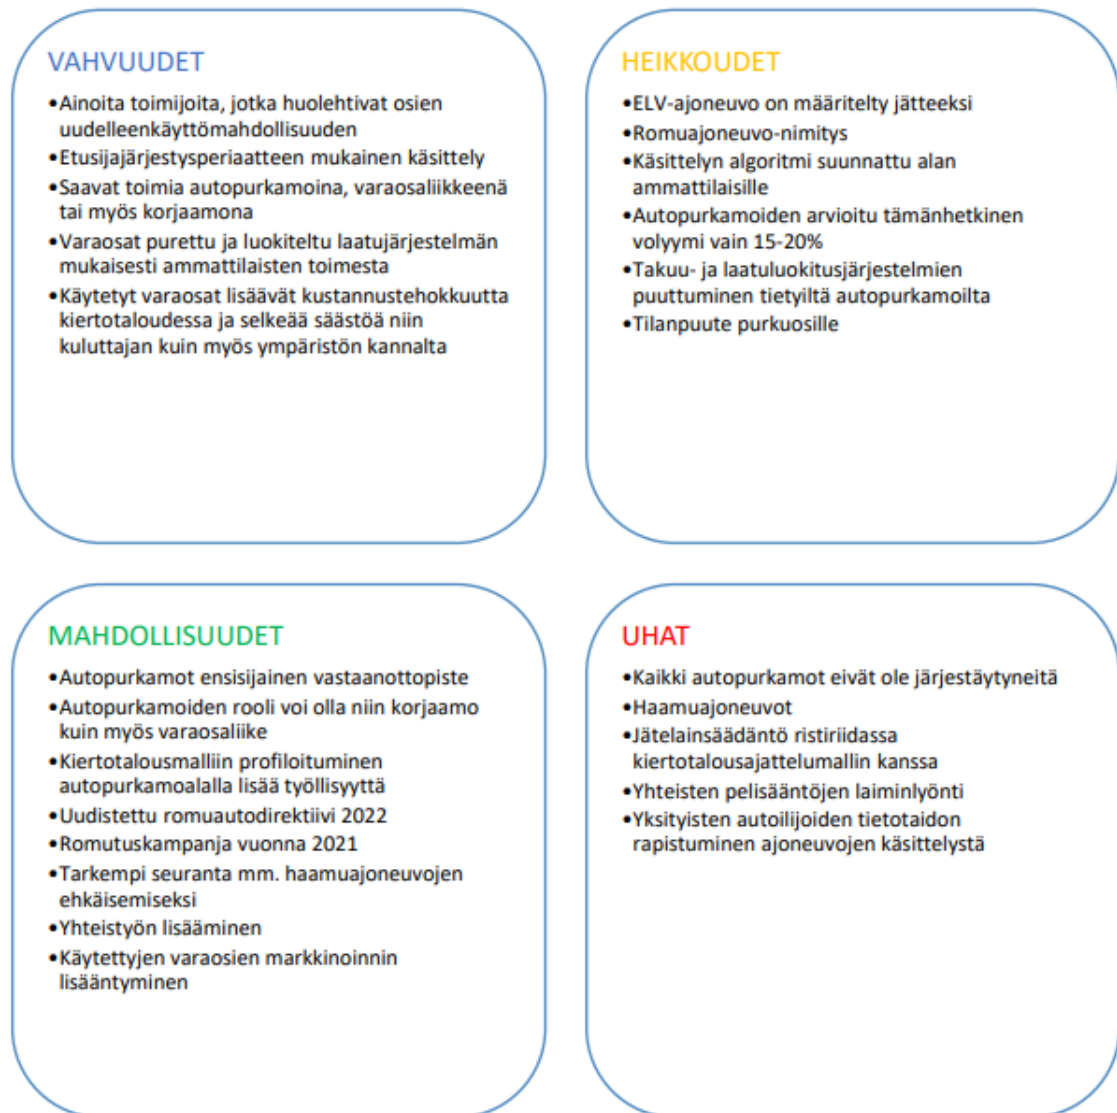 VAHVUUDET
•Ainoita toimijoita, jotka huolehtivat osien
uudelleenkäyttömahdollisuuden
•Etusijajärjestysperiaatteen mukainen käsittely
•Saavat toimia autopurkamoina, varaosaliikkeenä
tai myös korjaamona
•Varaosat purettu ja luokiteltu laatujärjestelmän
mukaisesti ammattilaisten toimesta
•Käytetyt varaosat lisäävät kustannustehokkuutta
kiertotaloudessa ja selkeää säästöä niin
kuluttajan kuin myös ympäristön kannalta
HEIKKOUDET
•ELV-ajoneuvo on määritelty jätteeksi
•Romuajoneuvo-nimitys
•Käsittelyn algoritmi suunnattu alan
ammattilaisille
•Autopurkamoiden arvioitu tämänhetkinen
volyymi vain 15-20%
•Takuu- ja laatuluokitusjärjestelmien
puuttuminen tietyiltä autopurkamoilta
•Tilanpuute purkuosille
MAHDOLLISUUDET
•Autopurkamot ensisijainen vastaanottopiste
•Autopurkamoiden rooli voi olla niin korjaamo
kuin myös varaosaliike
•Kiertotalousmalliin profiloituminen
autopurkamoalalla lisää työllisyyttä
•Uudistettu romuautodirektiivi 2022
•Romutuskampanja vuonna 2021
•Tarkempi seuranta mm. haamuajoneuvojen
ehkäisemiseksi
•Yhteistyön lisääminen
•Käytettyjen varaosien markkinoinnin
lisääntyminen
UHAT
•Kaikki autopurkamot eivät ole järjestäytyneitä
•Haamuajoneuvot
•Jätelainsäädäntö ristiriidassa
kiertotalousajattelumallin kanssa
•Yhteisten pelisääntöjen laiminlyönti
•Yksityisten autoilijoiden tietotaidon
rapistuminen ajoneuvojen käsittelystä